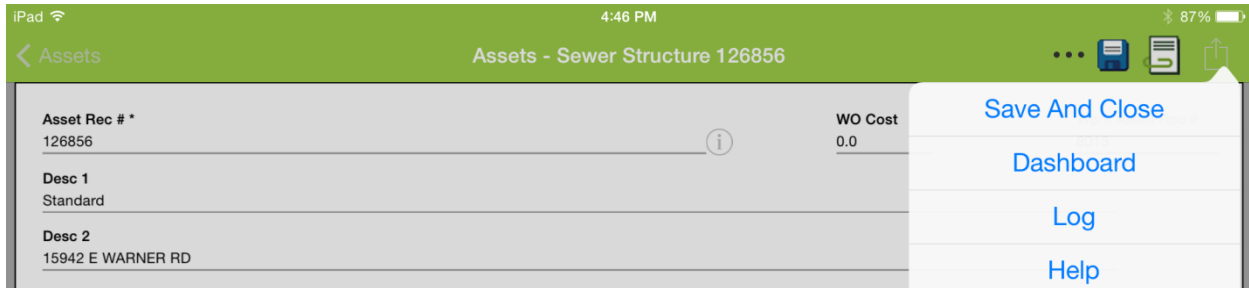 iPad 4:46 PM 87%
Assets Assets - Sewer Structure 126856
Asset Rec # * WO Cost
126856 0.0
Desc 1
Standard
Desc 2
15942 E WARNER RD
Save And Close
Dashboard
Log
Help